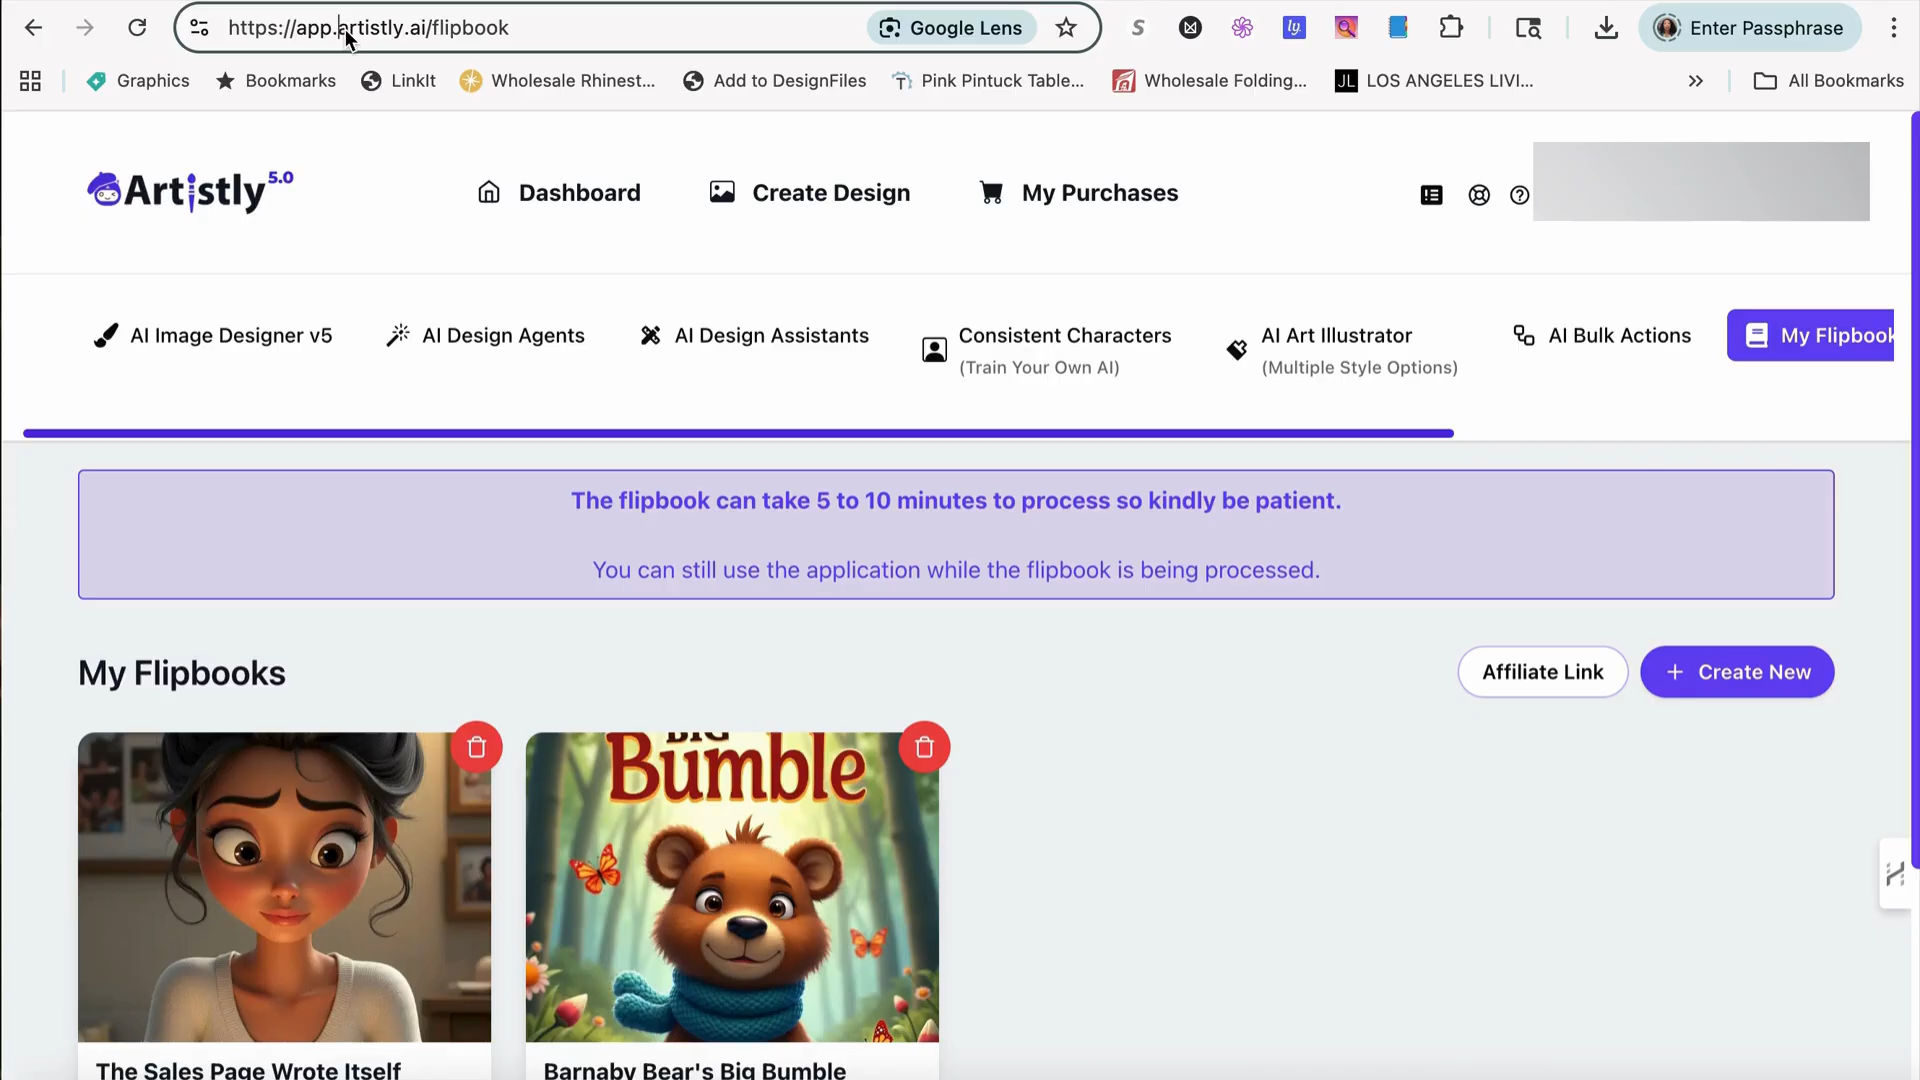 https://app.artistly.ai/flipbook
Google Lens
S
ly.
Enter Passphrase
Graphics
Bookmarks
LinkIt
Wholesale Rhinest...
Add to DesignFiles
Pink Pintuck Table...
Wholesale Folding...
JL
LOS ANGELES LIVI...
All Bookmarks
Artistly 5.0
Dashboard
Create Design
My Purchases
AI Image Designer v5
AI Design Agents
AI Design Assistants
Consistent Characters
(Train Your Own AI)
AI Art Illustrator
(Multiple Style Options)
AI Bulk Actions
My Flipbook
The flipbook can take 5 to 10 minutes to process so kindly be patient.
You can still use the application while the flipbook is being processed.
My Flipbooks
Affiliate Link
+ Create New
BIG
Bumble
The Sales Page Wrote Itself
Barnaby Bear's Big Bumble